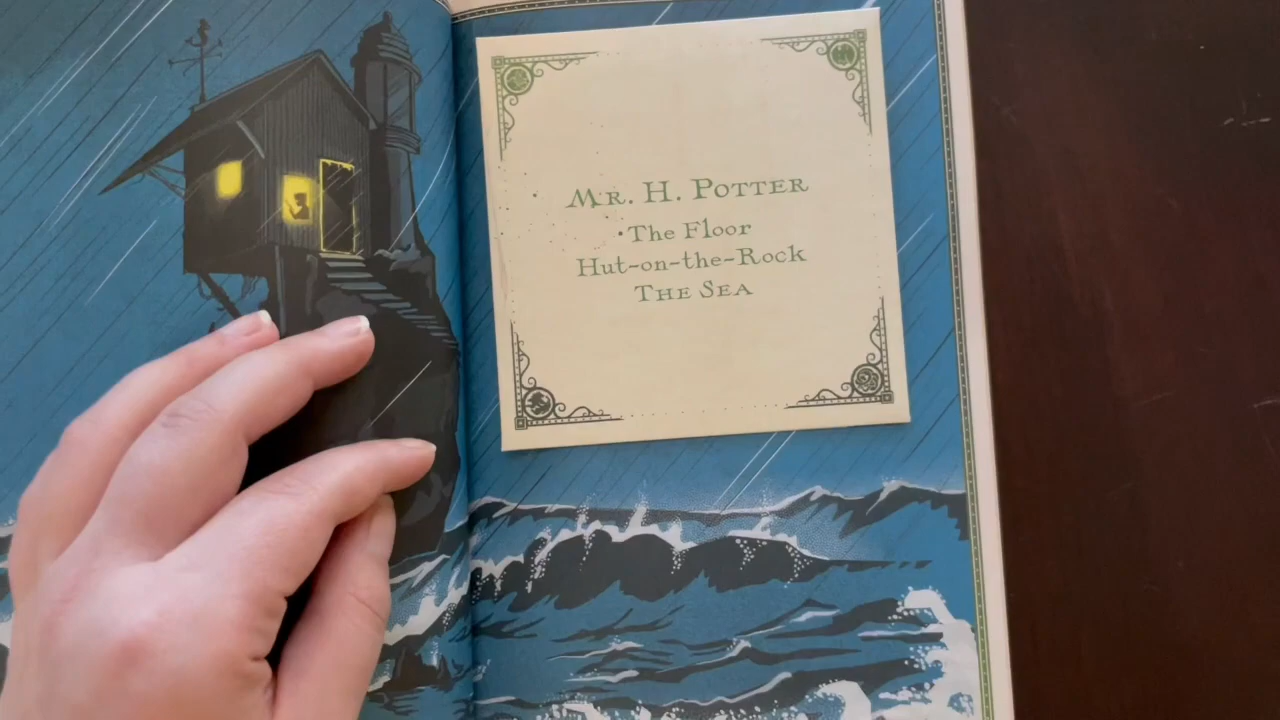 Mr. H. Potter
The Floor
Hut-on-the-Rock
The Sea